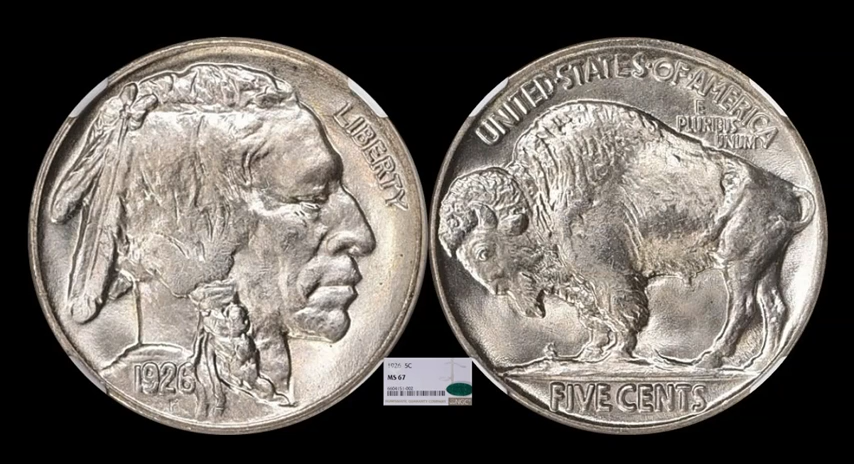 LIBERTY
1926
F
UNITED·STATES·OF·AMERICA
E
PLURIBUS
UNUM
FIVE CENTS
1926 5C
MS 67